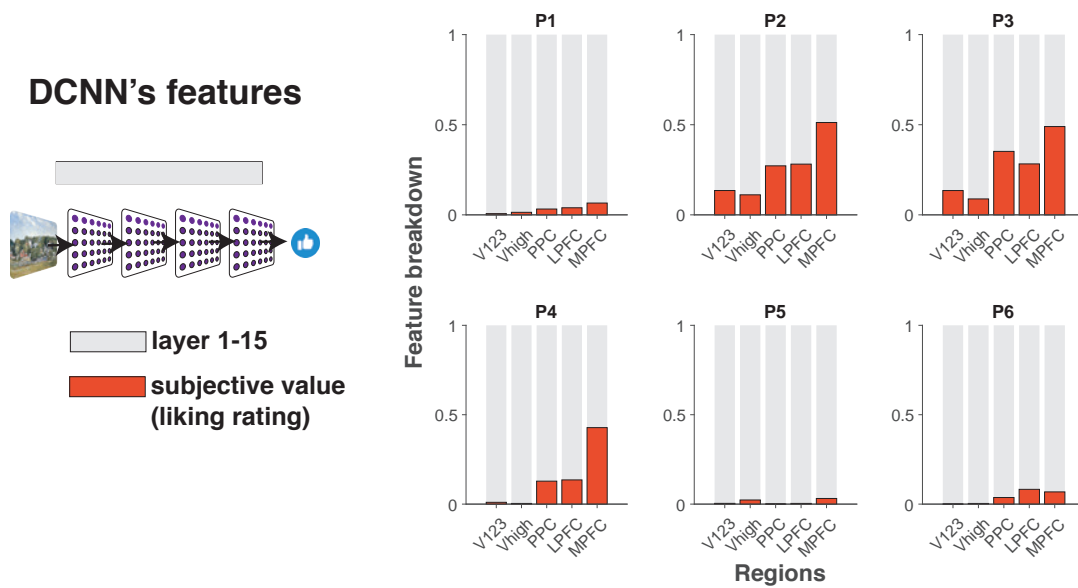 DCNN's features
layer 1-15
subjective value
(liking rating)
Feature breakdown
P1
1
0.5
0
V123
Vhigh
PPC
LPFC
MPFC
P2
1
0.5
0
V123
Vhigh
PPC
LPFC
MPFC
P3
1
0.5
0
V123
Vhigh
PPC
LPFC
MPFC
P4
1
0.5
0
V123
Vhigh
PPC
LPFC
MPFC
P5
1
0.5
0
V123
Vhigh
PPC
LPFC
MPFC
P6
1
0.5
0
V123
Vhigh
PPC
LPFC
MPFC
Regions